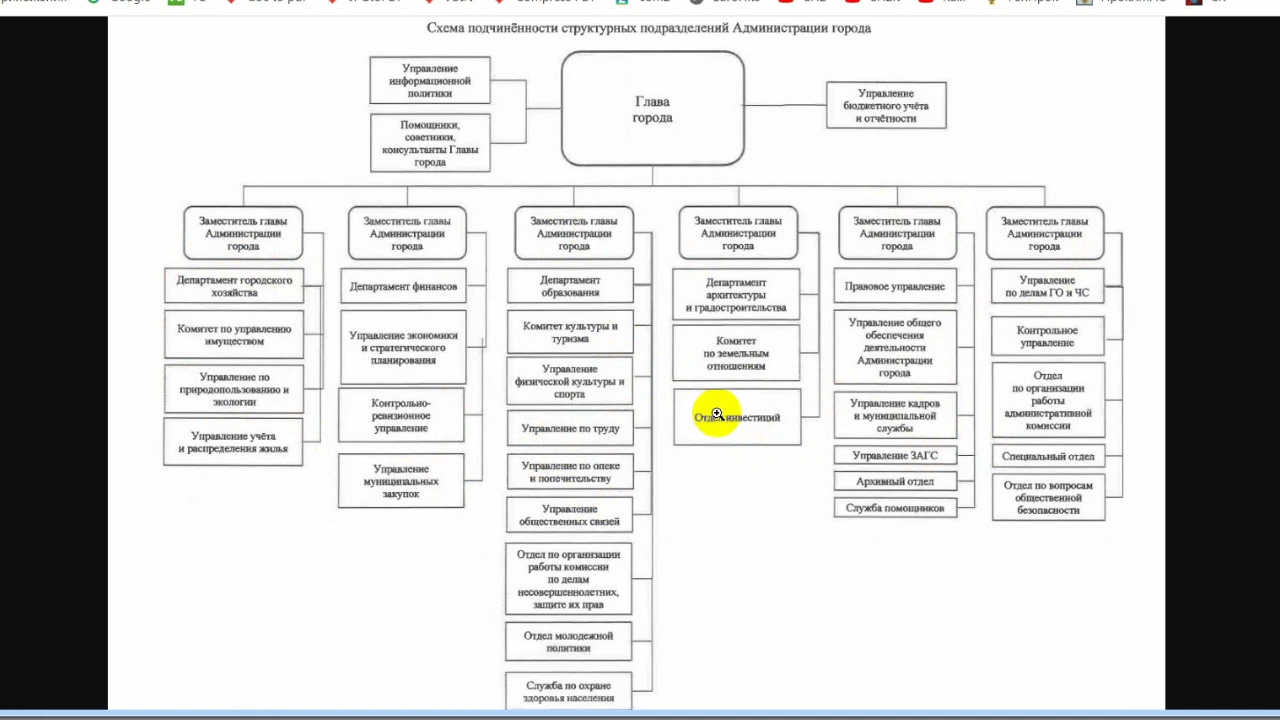 Схема подчинённости структурных подразделений Администрации города
Управление
информационной
политики
Помощники,
советники,
консультанты Главы
города
Глава
города
Управление
бюджетного учёта
и отчётности
Заместитель главы
Администрации
города
Департамент городского
хозяйства
Комитет по управлению
имуществом
Управление по
природопользованию и
экологии
Управление учёта
и распределения жилья
Заместитель главы
Администрации
города
Департамент финансов
Управление экономики
и стратегического
планирования
Контрольно-
ревизионное
управление
Управление
муниципальных
закупок
Заместитель главы
Администрации
города
Департамент
образования
Комитет культуры и
туризма
Управление
физической культуры и
спорта
Управление по труду
Управление по опеке
и попечительству
Управление
общественных связей
Отдел по организации
работы комиссии
по делам
несовершеннолетних,
защите их прав
Отдел молодежной
политики
Служба по охране
здоровья населения
Заместитель главы
Администрации
города
Департамент
архитектуры
и градостроительства
Комитет
по земельным
отношениям
Отдел инвестиций
Заместитель главы
Администрации
города
Правовое управление
Управление общего
обеспечения
деятельности
Администрации
города
Управление кадров
и муниципальной
службы
Управление ЗАГС
Архивный отдел
Служба помощников
Заместитель главы
Администрации
города
Управление
по делам ГО и ЧС
Контрольное
управление
Отдел
по организации
работы
административной
комиссии
Специальный отдел
Отдел по вопросам
общественной
безопасности